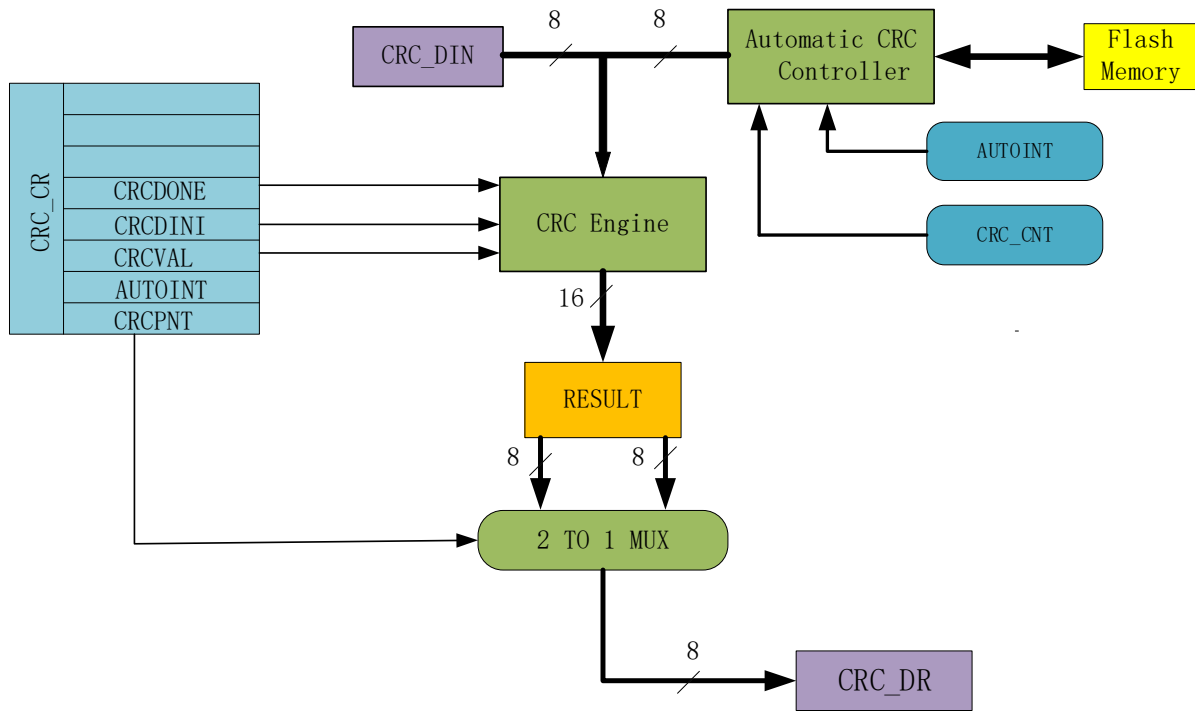 8
8
CRC_DIN
Automatic CRC
Controller
Flash
Memory
AUTOINT
CRC_CR
CRCDONE
CRCDINI
CRCVAL
AUTOINT
CRCPNT
CRC Engine
CRC_CNT
16
RESULT
8
8
2 TO 1 MUX
8
CRC_DR